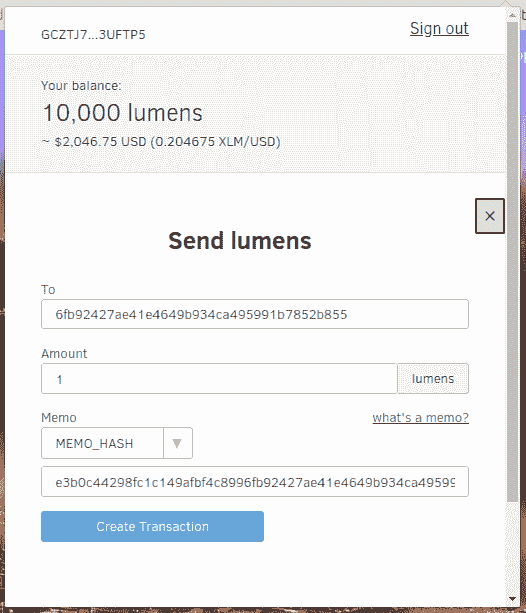 GCZTJ7...3UFTP5
Sign out
Your balance:
10,000 lumens
~ $2,046.75 USD (0.204675 XLM/USD)
×
Send lumens
To
6fb92427ae41e4649b934ca495991b7852b855
Amount
1
lumens
Memo
what's a memo?
MEMO_HASH
e3b0c44298fc1c149afbf4c8996fb92427ae41e4649b934ca49599
Create Transaction